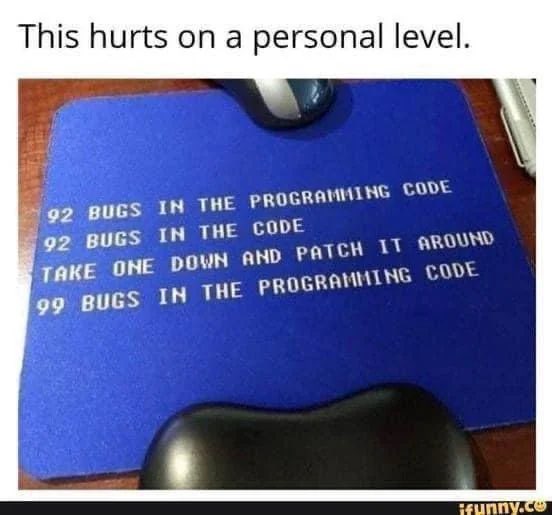 This hurts on a personal level.
92 BUGS IN THE PROGRAMMING CODE
92 BUGS IN THE CODE
TAKE ONE DOWN AND PATCH IT AROUND
99 BUGS IN THE PROGRAMMING CODE
ifunny.co